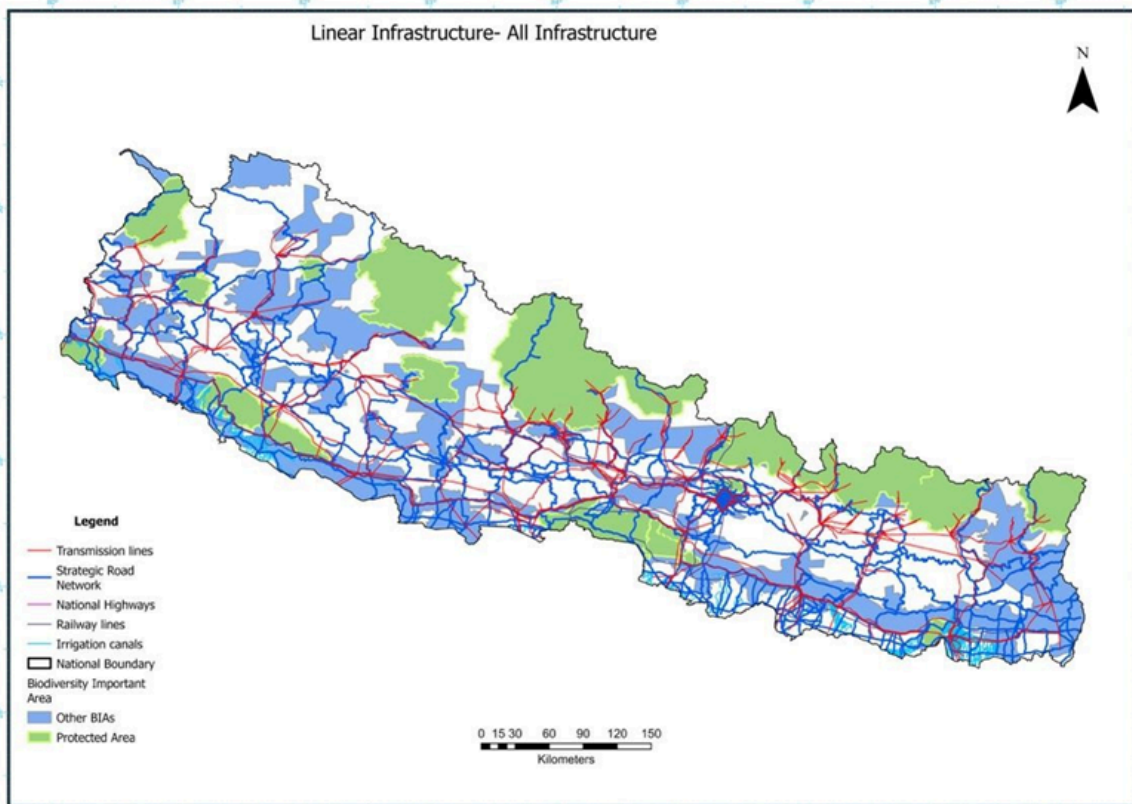 Linear Infrastructure- All Infrastructure
N
Legend
Transmission lines
Strategic Road
Network
National Highways
Railway lines
Irrigation canals
National Boundary
Biodiversity Important
Area
Other BIAs
Protected Area
0 15 30 60 90 120 150
Kilometers